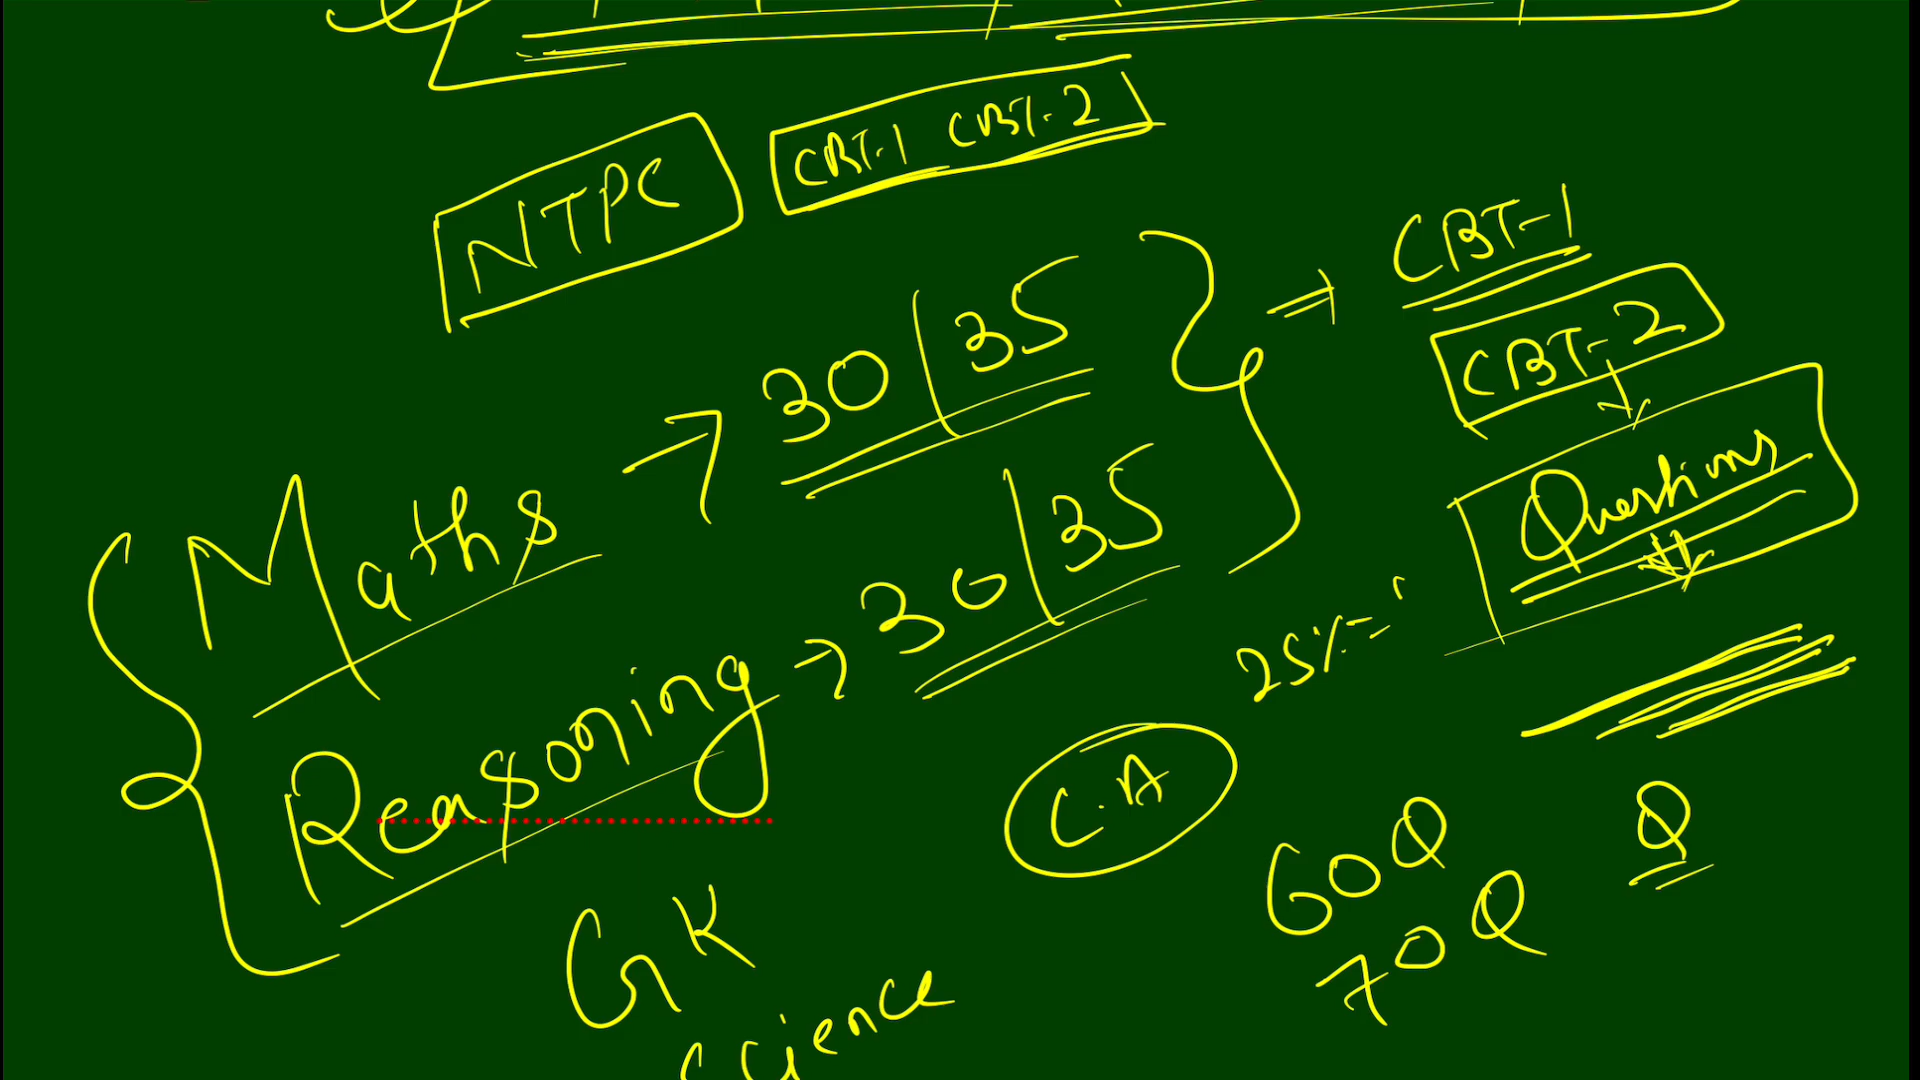 NTPC CBT-1 CBT-2
Maths → 30/35
Reasoning → 30/35
⇒ CBT-1
CBT-2
Questions
25%
C.A
60Q
70Q
Q
GK
Science